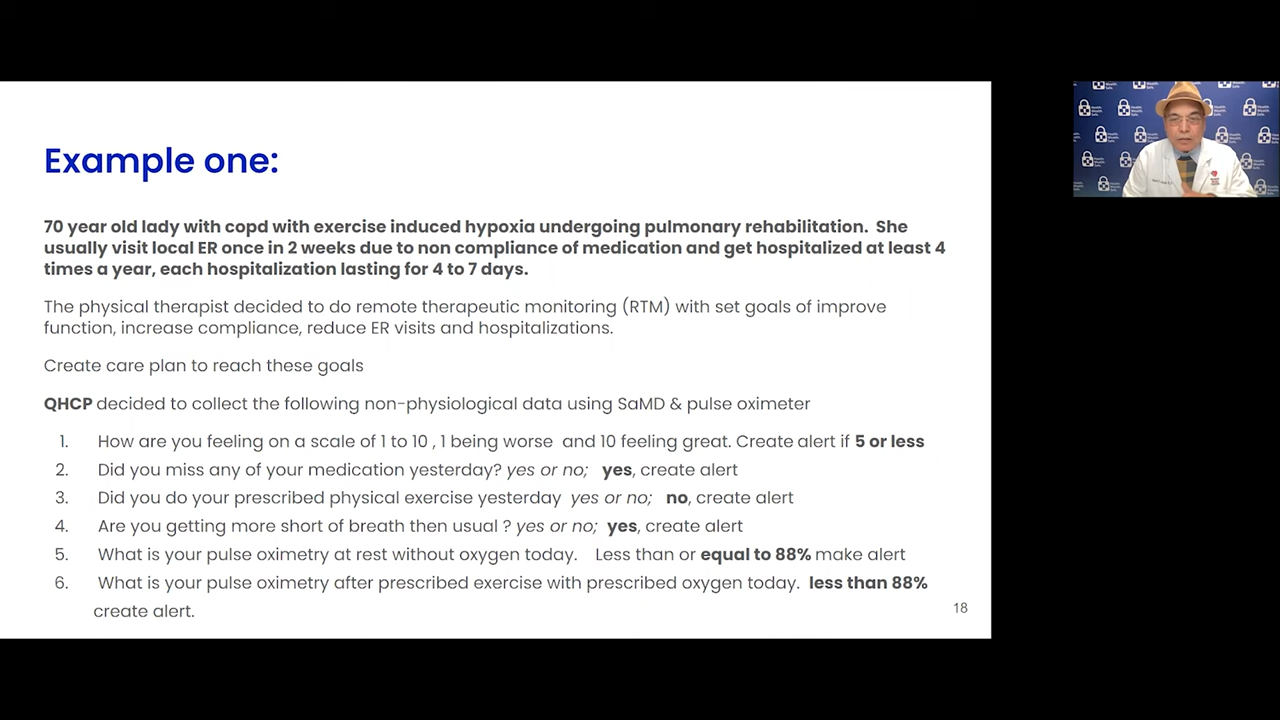 Example one:
70 year old lady with copd with exercise induced hypoxia undergoing pulmonary rehabilitation. She
usually visit local ER once in 2 weeks due to non compliance of medication and get hospitalized at least 4
times a year, each hospitalization lasting for 4 to 7 days.
The physical therapist decided to do remote therapeutic monitoring (RTM) with set goals of improve
function, increase compliance, reduce ER visits and hospitalizations.
Create care plan to reach these goals
QHCP decided to collect the following non-physiological data using SaMD & pulse oximeter
1. How are you feeling on a scale of 1 to 10 , 1 being worse and 10 feeling great. Create alert if 5 or less
2. Did you miss any of your medication yesterday? yes or no; yes, create alert
3. Did you do your prescribed physical exercise yesterday yes or no; no, create alert
4. Are you getting more short of breath then usual ? yes or no; yes, create alert
5. What is your pulse oximetry at rest without oxygen today. Less than or equal to 88% make alert
6. What is your pulse oximetry after prescribed exercise with prescribed oxygen today. less than 88%
create alert.
18
Health.
Wealth.
Safe.